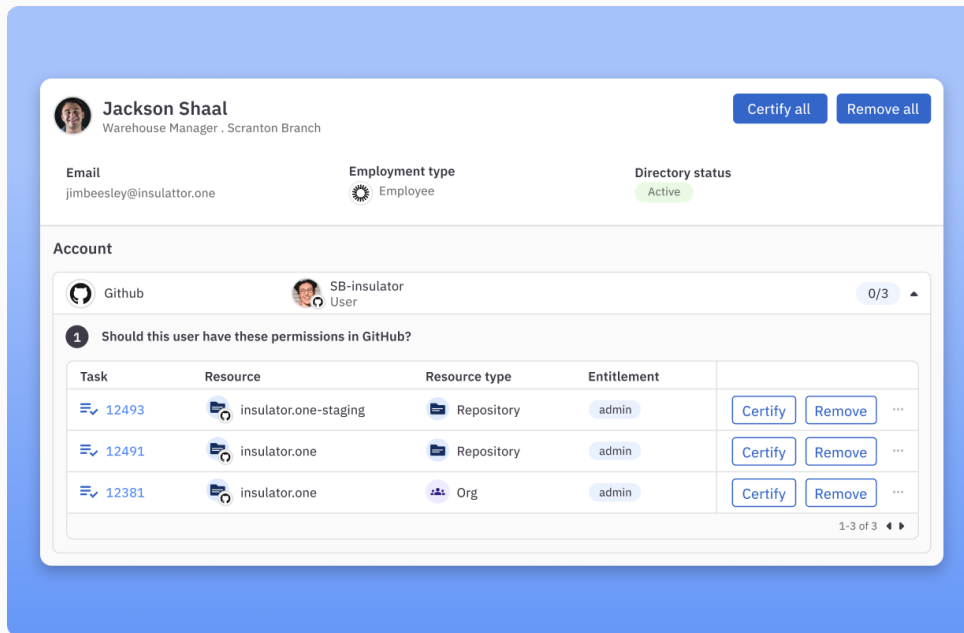 Jackson Shaal
Warehouse Manager . Scranton Branch
Certify all
Remove all
Email
jimbeesley@insulattor.one
Employment type
Employee
Directory status
Active
Account
Github
SB-insulator
User
0/3
1 Should this user have these permissions in GitHub?
Task Resource Resource type Entitlement
12493 insulator.one-staging Repository admin Certify Remove ...
12491 insulator.one Repository admin Certify Remove ...
12381 insulator.one Org admin Certify Remove ...
1-3 of 3